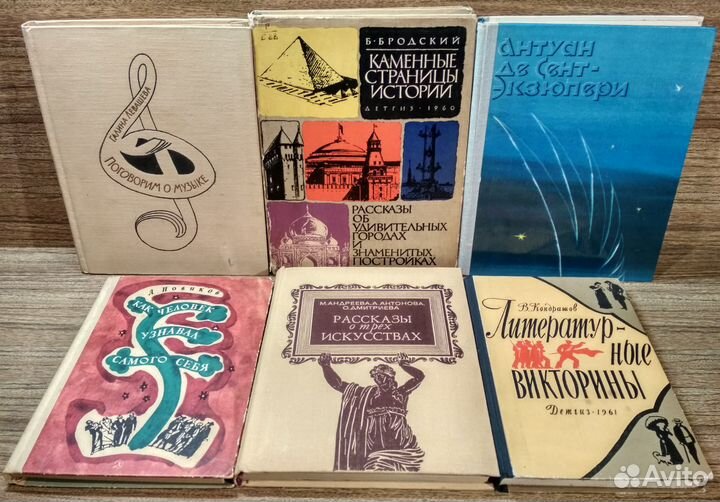 ГАЛИНА ЛЕВАШЕВА
ПОГОВОРИМ О МУЗЫКЕ
Б · БРОДСКИЙ
КАМЕННЫЕ
СТРАНИЦЫ
ИСТОРИИ
ДЕТГИЗ · 1960
РАССКАЗЫ
ОБ
УДИВИТЕЛЬНЫХ
ГОРОДАХ
И
ЗНАМЕНИТЫХ
ПОСТРОЙКАХ
Антуан
де Сент-
Экзюпери
А. Новиков
КАК ЧЕЛОВЕК
УЗНАВАЛ
САМОГО СЕБЯ
М.АНДРЕЕВА, А.АНТОНОВА,
О.ДМИТРИЕВА
РАССКАЗЫ
о трех
ИСКУССТВАХ
В. Кондратов
Литератур-
ные
ВИКТОРИНЫ
Детгиз · 1961
Avito